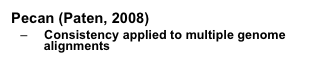 Pecan (Paten, 2008)
– Consistency applied to multiple genome
alignments